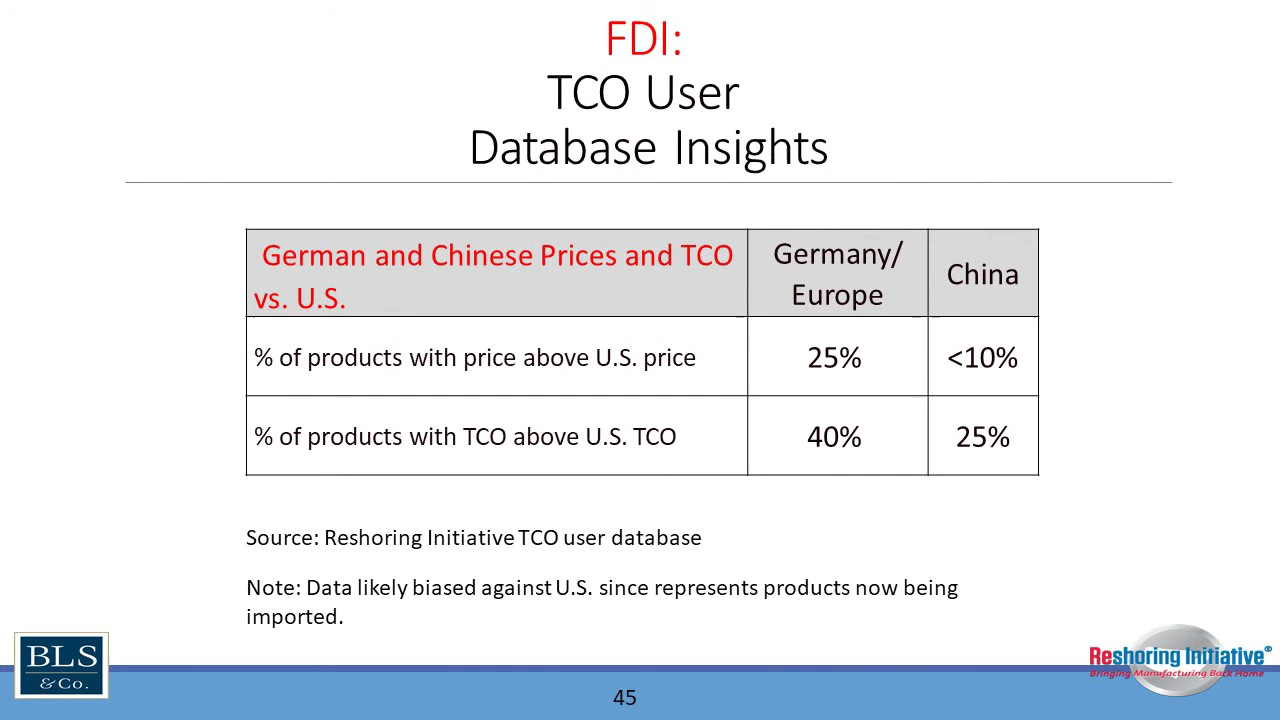 FDI:
TCO User
Database Insights
German and Chinese Prices and TCO vs. U.S.
Germany/
Europe
China
% of products with price above U.S. price
25%
<10%
% of products with TCO above U.S. TCO
40%
25%
Source: Reshoring Initiative TCO user database
Note: Data likely biased against U.S. since represents products now being
imported.
BLS
& Co.
Reshoring Initiative®
Bringing Manufacturing Back Home
45